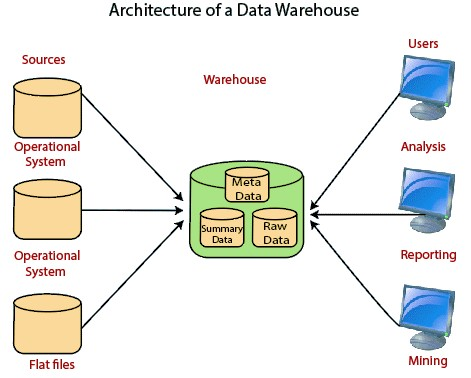 Architecture of a Data Warehouse
Sources
Warehouse
Users
Operational
System
Meta
Data
Summary
Data
Raw
Data
Analysis
Operational
System
Reporting
Flat files
Mining